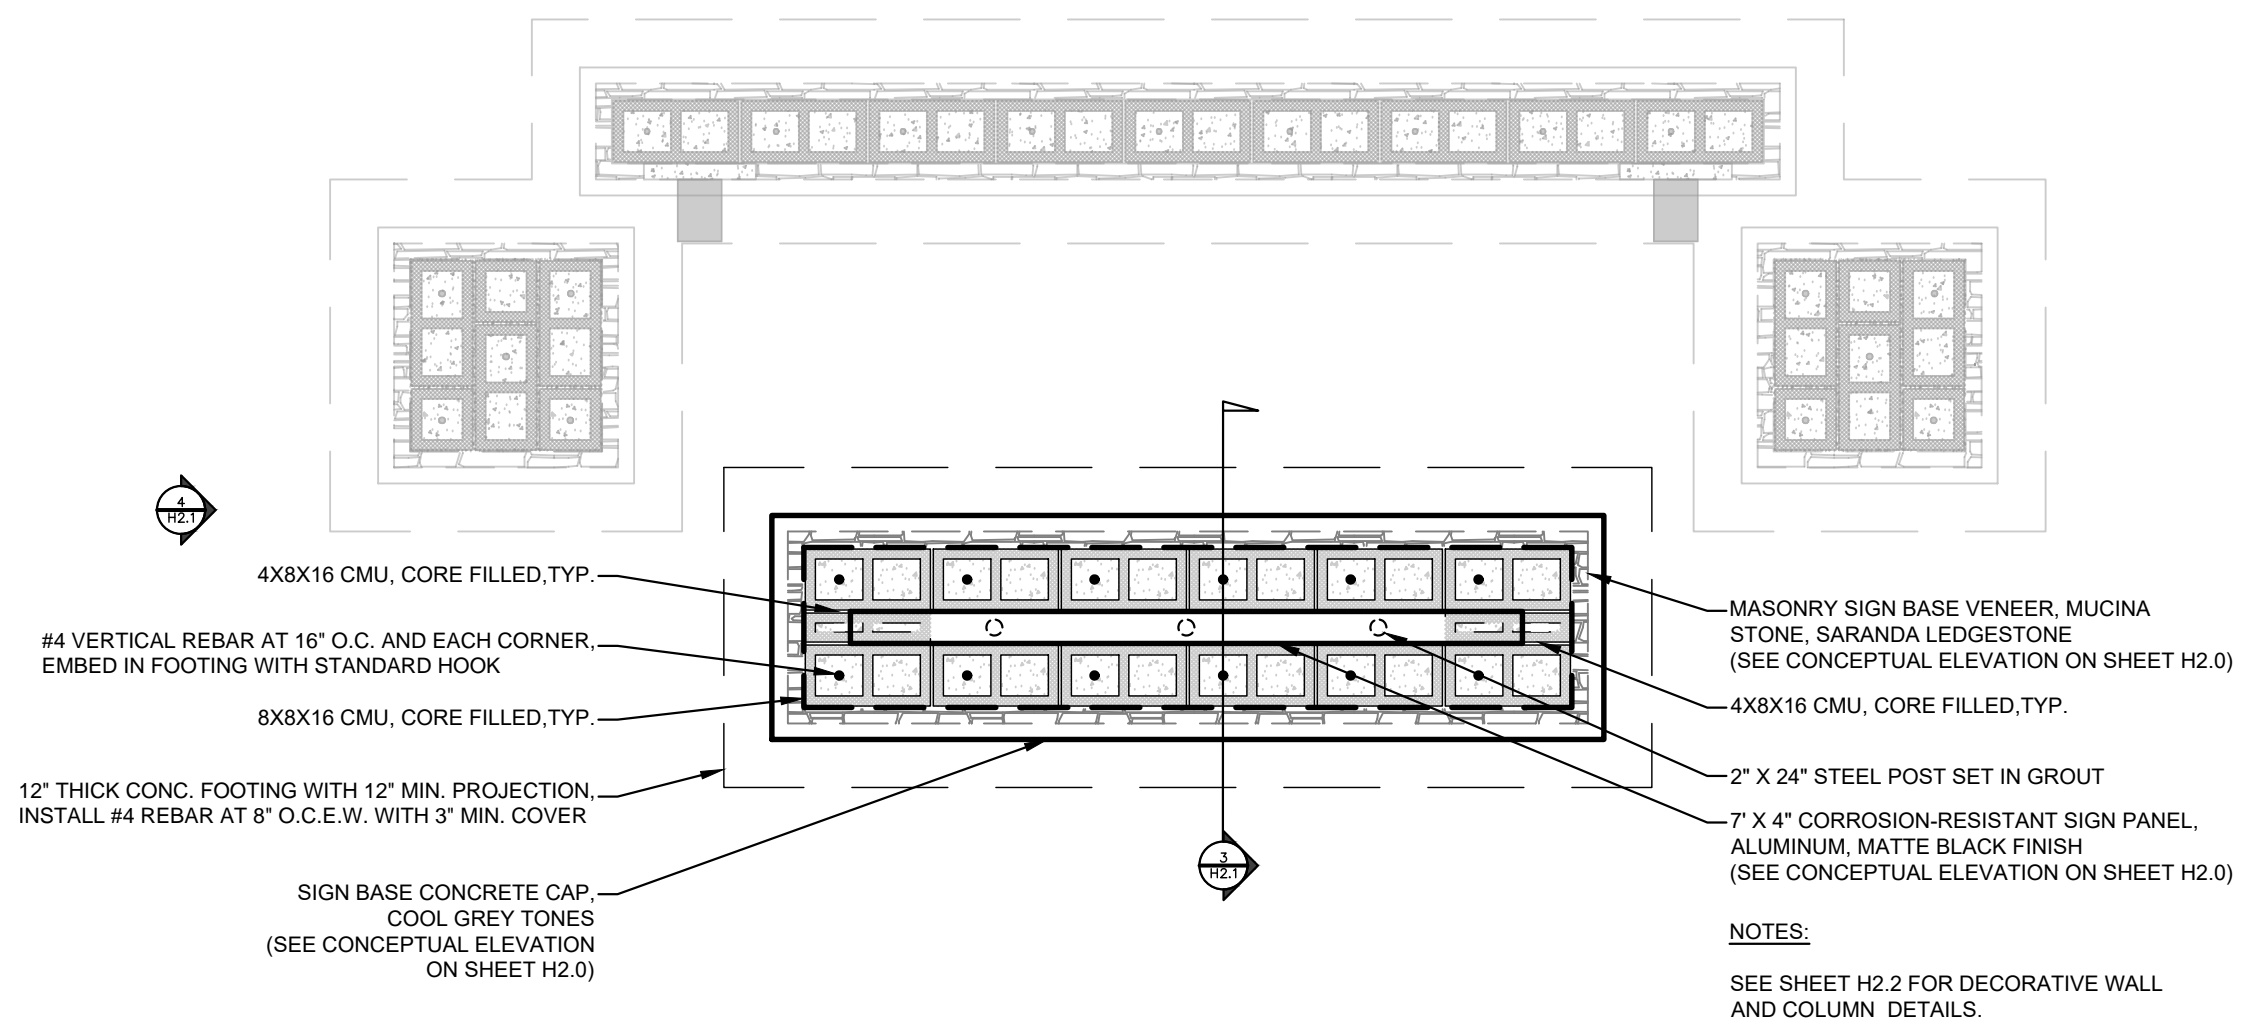 4
H2.1
4X8X16 CMU, CORE FILLED,TYP.
#4 VERTICAL REBAR AT 16" O.C. AND EACH CORNER,
EMBED IN FOOTING WITH STANDARD HOOK
8X8X16 CMU, CORE FILLED,TYP.
12" THICK CONC. FOOTING WITH 12" MIN. PROJECTION,
INSTALL #4 REBAR AT 8" O.C.E.W. WITH 3" MIN. COVER
SIGN BASE CONCRETE CAP,
COOL GREY TONES
(SEE CONCEPTUAL ELEVATION
ON SHEET H2.0)
3
H2.1
MASONRY SIGN BASE VENEER, MUCINA
STONE, SARANDA LEDGESTONE
(SEE CONCEPTUAL ELEVATION ON SHEET H2.0)
4X8X16 CMU, CORE FILLED,TYP.
2" X 24" STEEL POST SET IN GROUT
7' X 4" CORROSION-RESISTANT SIGN PANEL,
ALUMINUM, MATTE BLACK FINISH
(SEE CONCEPTUAL ELEVATION ON SHEET H2.0)
NOTES:
SEE SHEET H2.2 FOR DECORATIVE WALL
AND COLUMN DETAILS.